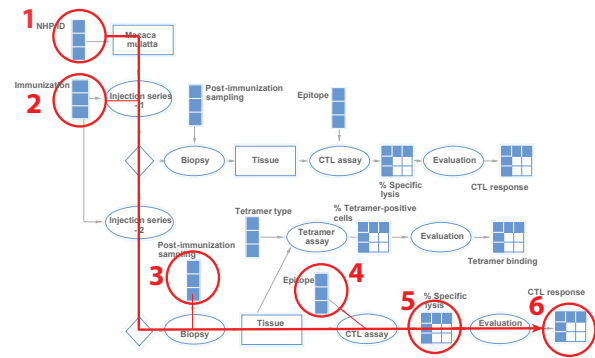 1
NHP ID
Macaca
mulatta
Immunization
2
Injection series
-1
Post-immunization
sampling
Epitope
Biopsy
Tissue
CTL assay
Evaluation
% Specific
lysis
CTL response
Injection series
-2
Tetramer type
Tetramer
assay
% Tetramer-positive
cells
Evaluation
Tetramer binding
Post-immunization
sampling
3
Epitope
4
5
% Specific
lysis
CTL response
6
Biopsy
Tissue
CTL assay
Evaluation